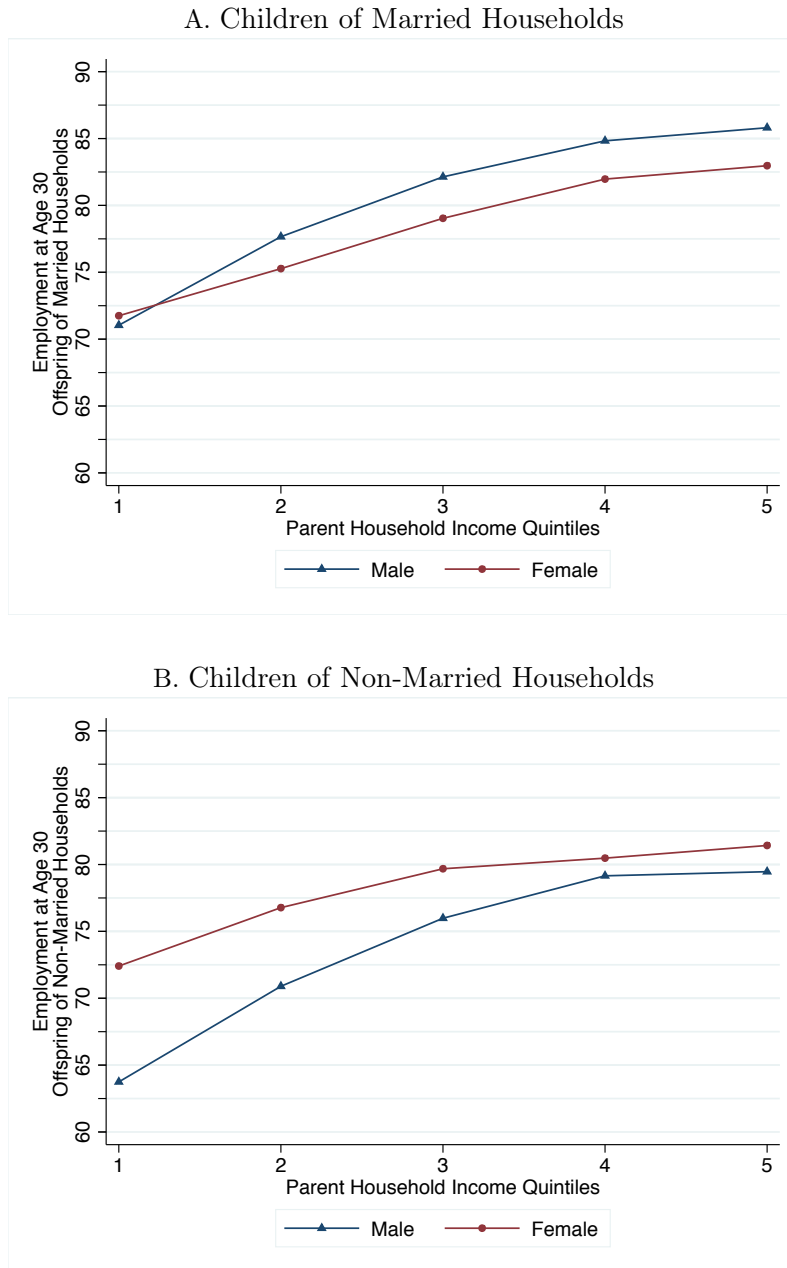 A. Children of Married Households
Employment at Age 30
Offspring of Married Households
90
85
80
75
70
65
60
1 2 3 4 5
Parent Household Income Quintiles
Male Female
B. Children of Non-Married Households
Employment at Age 30
Offspring of Non-Married Households
90
85
80
75
70
65
60
1 2 3 4 5
Parent Household Income Quintiles
Male Female